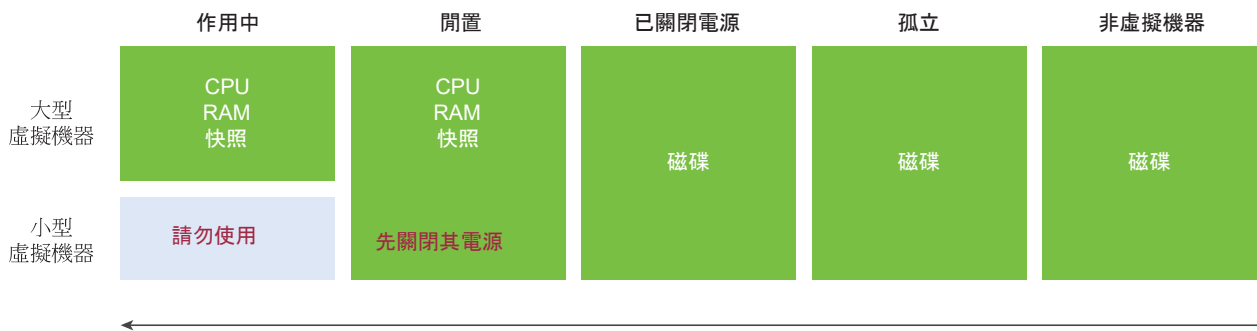 作用中
閒置
已關閉電源
孤立
非虛擬機器
大型
虛擬機器
CPU
RAM
快照
CPU
RAM
快照
磁碟
磁碟
磁碟
小型
虛擬機器
請勿使用
先關閉其電源